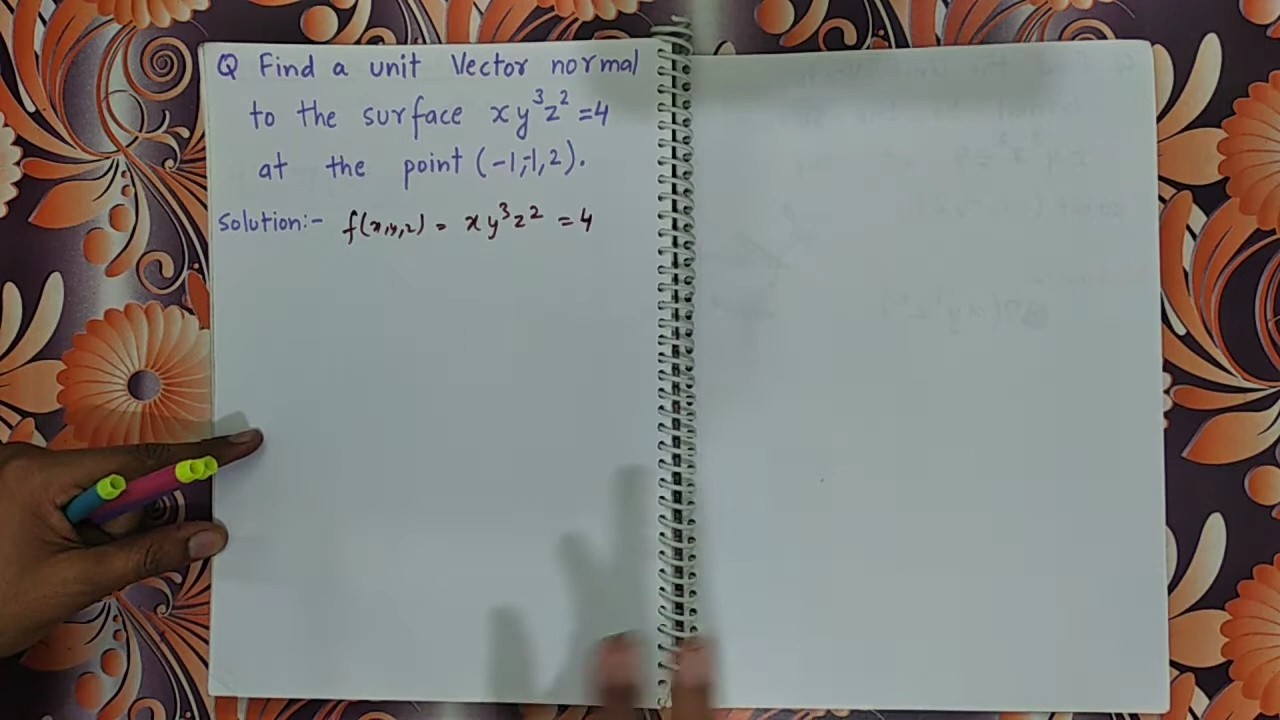 Q Find a unit Vector normal
to the surface xy³z² = 4
at the point (-1,-1,2).
Solution:- f(x,y,z) = xy³z² = 4